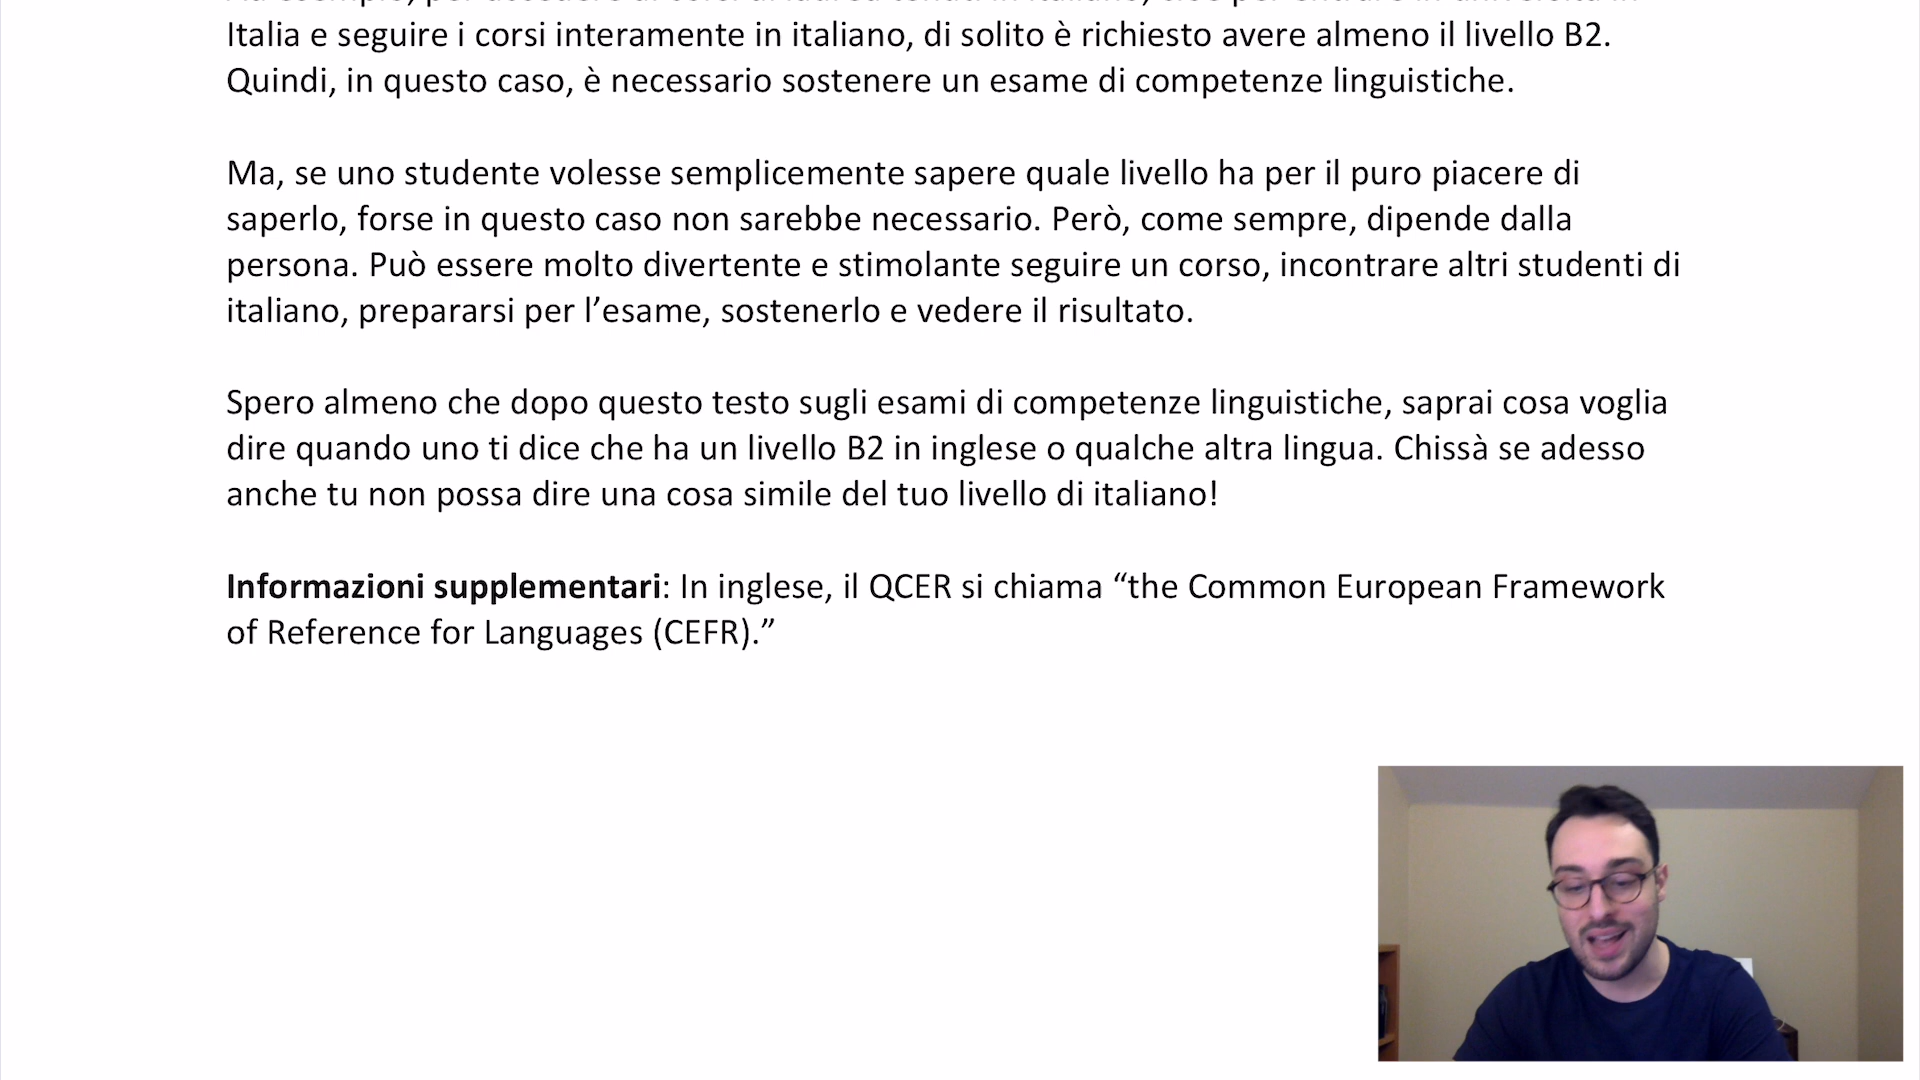 Italia e seguire i corsi interamente in italiano, di solito è richiesto avere almeno il livello B2.
Quindi, in questo caso, è necessario sostenere un esame di competenze linguistiche.
Ma, se uno studente volesse semplicemente sapere quale livello ha per il puro piacere di
saperlo, forse in questo caso non sarebbe necessario. Però, come sempre, dipende dalla
persona. Può essere molto divertente e stimolante seguire un corso, incontrare altri studenti di
italiano, prepararsi per l’esame, sostenerlo e vedere il risultato.
Spero almeno che dopo questo testo sugli esami di competenze linguistiche, saprai cosa voglia
dire quando uno ti dice che ha un livello B2 in inglese o qualche altra lingua. Chissà se adesso
anche tu non possa dire una cosa simile del tuo livello di italiano!
Informazioni supplementari: In inglese, il QCER si chiama “the Common European Framework
of Reference for Languages (CEFR).”